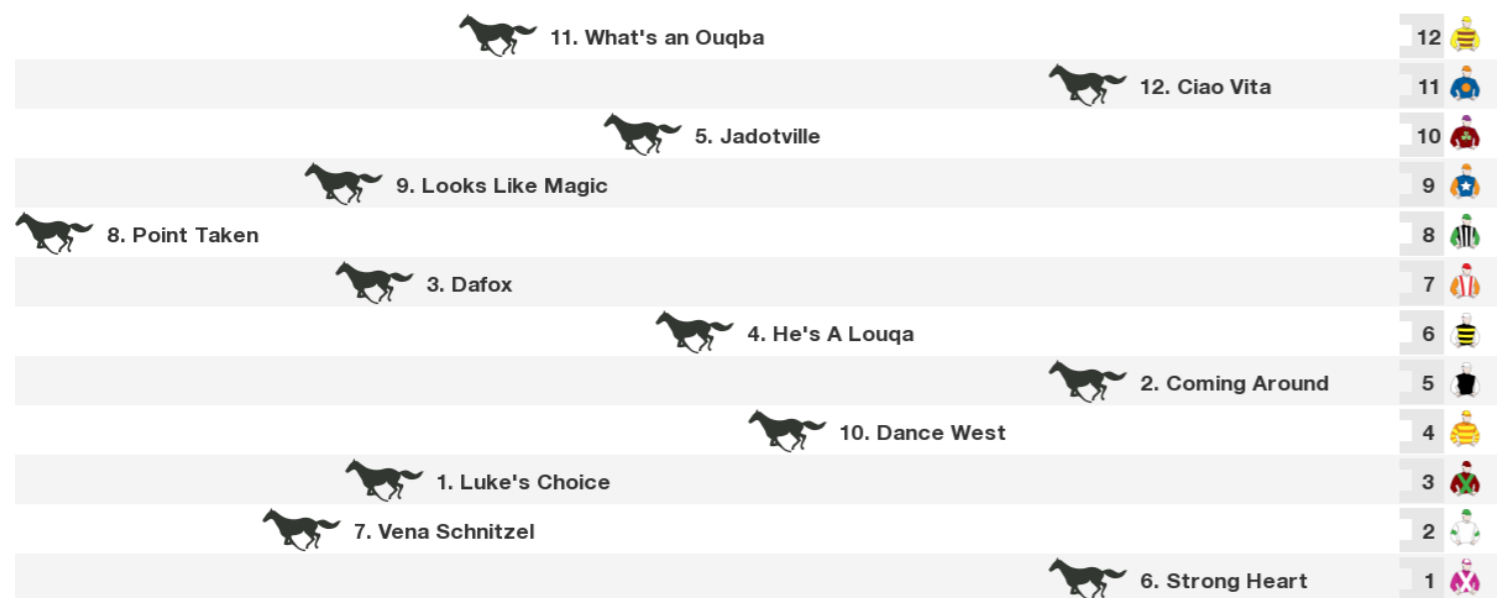 11. What's an Ouqba 12
12. Ciao Vita 11
5. Jadotville 10
9. Looks Like Magic 9
8. Point Taken 8
3. Dafox 7
4. He's A Louqa 6
2. Coming Around 5
10. Dance West 4
1. Luke's Choice 3
7. Vena Schnitzel 2
6. Strong Heart 1